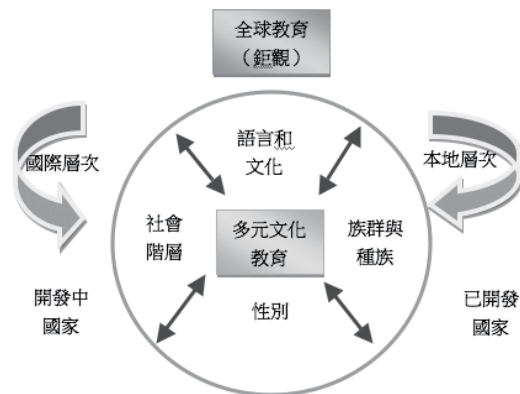 全球教育
（鉅觀）
國際層次
語言和
文化
本地層次
社會
階層
多元文化
教育
族群與
種族
性別
開發中
國家
已開發
國家